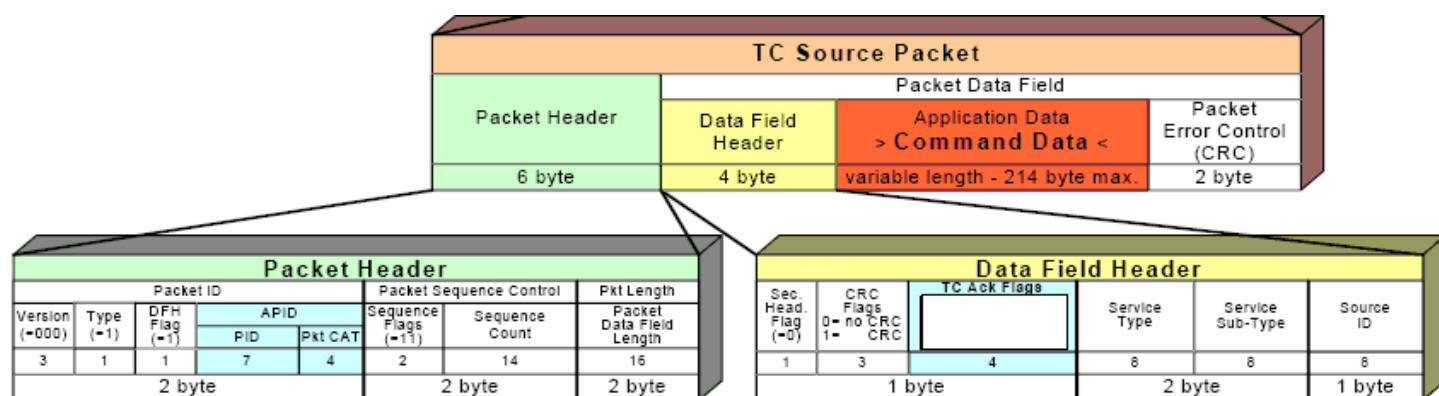 TC Source Packet
Packet Data Field
Packet Header
Data Field
Header
Application Data
> Command Data <
Packet
Error Control
(CRC)
6 byte
4 byte
variable length - 214 byte max.
2 byte
Packet Header
Packet ID
Packet Sequence Control
Pkt Length
Version
(=000)
Type
(=1)
DFH
Flag
(=1)
APID
PID
Pkt CAT
Sequence
Flags
(=11)
Sequence
Count
Packet
Data Field
Length
3
1
1
7
4
2
14
16
2 byte
2 byte
2 byte
Data Field Header
Sec.
Head.
Flag
(=0)
CRC
Flags
0= no CRC
1= CRC
TC Ack Flags
Service
Type
Service
Sub-Type
Source
ID
1
3
4
8
8
8
1 byte
2 byte
1 byte